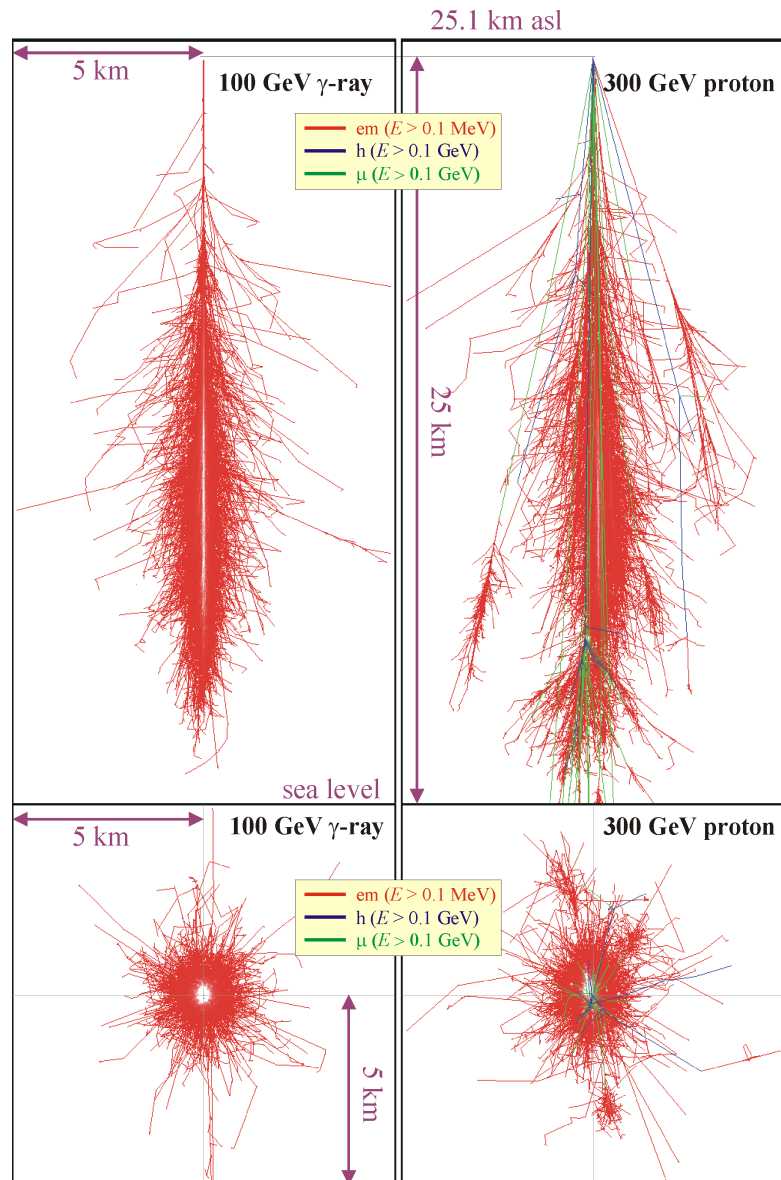 25.1 km asl
5 km
100 GeV γ-ray
300 GeV proton
em (E > 0.1 MeV)
h (E > 0.1 GeV)
μ (E > 0.1 GeV)
25 km
sea level
5 km
100 GeV γ-ray
300 GeV proton
em (E > 0.1 MeV)
h (E > 0.1 GeV)
μ (E > 0.1 GeV)
5 km